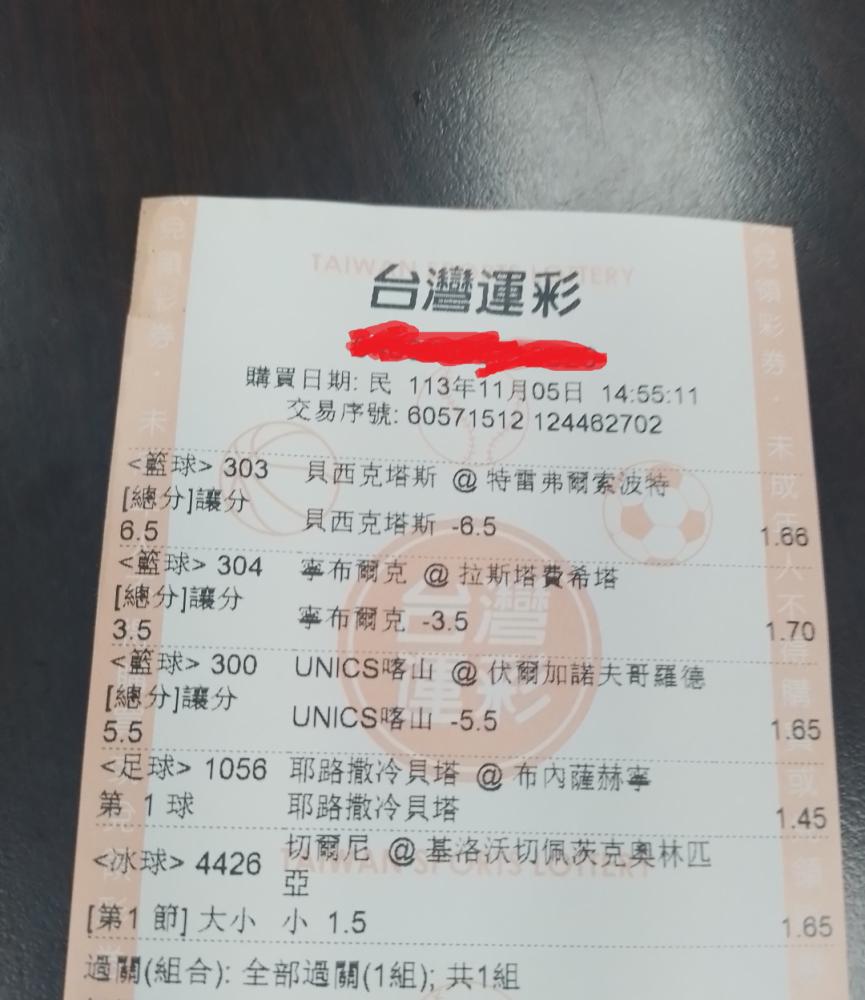 TAIWAN SPORTS LOTTERY
台灣運彩
購買日期: 民 113年11月05日 14:55:11
交易序號: 60571512 124462702
<籃球> 303 貝西克塔斯 @ 特雷弗爾索波特
[總分]讓分
6.5 貝西克塔斯 -6.5 1.66
<籃球> 304 寧布爾克 @ 拉斯塔費希塔
[總分]讓分
3.5 寧布爾克 -3.5 1.70
<籃球> 300 UNICS喀山 @ 伏爾加諾夫哥羅德
[總分]讓分
5.5 UNICS喀山 -5.5 1.65
<足球> 1056 耶路撒冷貝塔 @ 布內薩赫寧
第 1 球 耶路撒冷貝塔 1.45
<冰球> 4426 切爾尼 @ 基洛沃切佩茨克奧林匹
亞
[第1 節] 大小 小 1.5 1.65
過關(組合): 全部過關(1組); 共1組